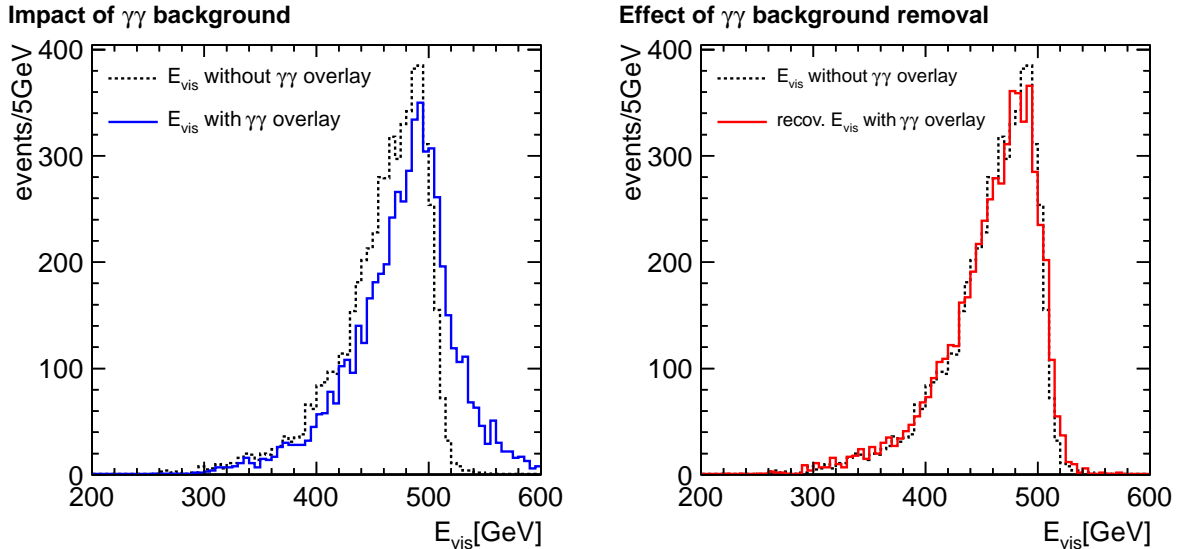 Impact of γγ background
events/5GeV
400
300
200
100
0
E_vis without γγ overlay
E_vis with γγ overlay
200 300 400 500 600
E_vis[GeV]
Effect of γγ background removal
events/5GeV
400
300
200
100
0
E_vis without γγ overlay
recov. E_vis with γγ overlay
200 300 400 500 600
E_vis[GeV]